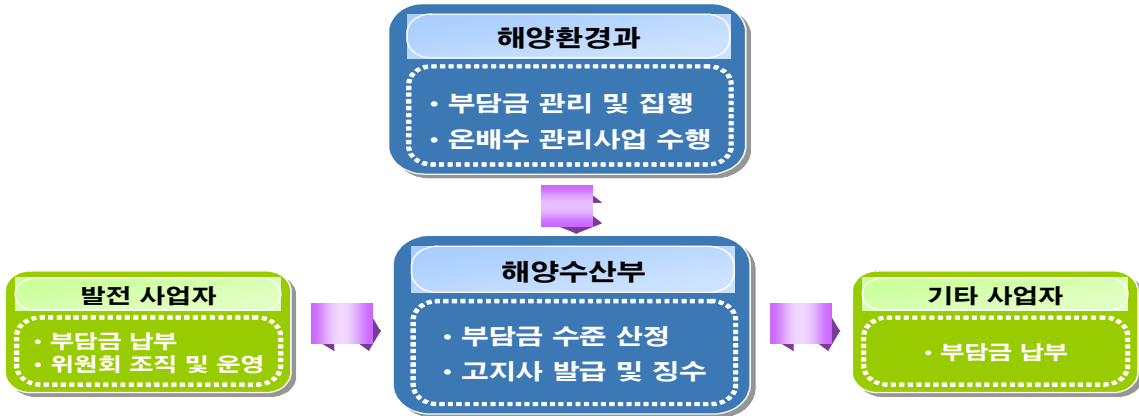 해양환경과
• 부담금 관리 및 집행
• 온배수 관리사업 수행
해양수산부
• 부담금 수준 산정
• 고지사 발급 및 징수
발전 사업자
• 부담금 납부
• 위원회 조직 및 운영
기타 사업자
• 부담금 납부